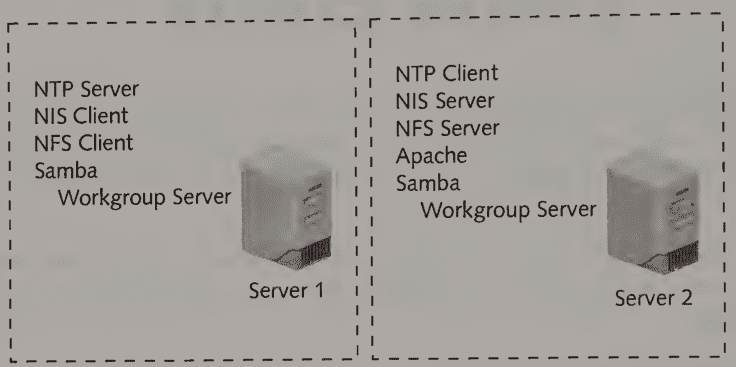 NTP Server
NIS Client
NFS Client
Samba
Workgroup Server
Server 1
NTP Client
NIS Server
NFS Server
Apache
Samba
Workgroup Server
Server 2